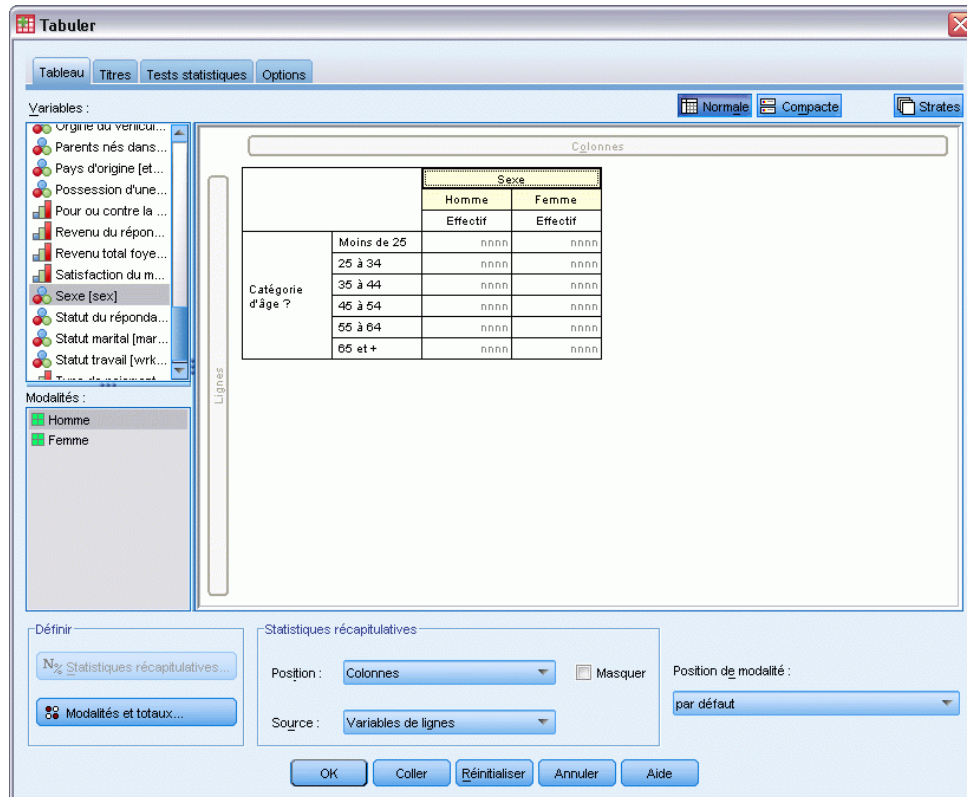 Tabuler
Tableau Titres Tests statistiques Options
Variables :
Normale Compacte Strates
Parents nés dans...
Pays d'origine [et...
Possession d'une...
Pour ou contre la ...
Revenu du répon...
Revenu total foye...
Satisfaction du m...
Sexe [sex]
Statut du réponda...
Statut marital [mar...
Statut travail [wrk...
Modalités :
Homme
Femme
Colonnes
Lignes
Sexe
Homme Femme
Effectif Effectif
Catégorie d'âge ?
Moins de 25 nnnn nnnn
25 à 34 nnnn nnnn
35 à 44 nnnn nnnn
45 à 54 nnnn nnnn
55 à 64 nnnn nnnn
65 et + nnnn nnnn
Définir
N% Statistiques récapitulatives...
Modalités et totaux...
Statistiques récapitulatives
Position : Colonnes Masquer
Source : Variables de lignes
Position de modalité :
par défaut
OK Coller Réinitialiser Annuler Aide